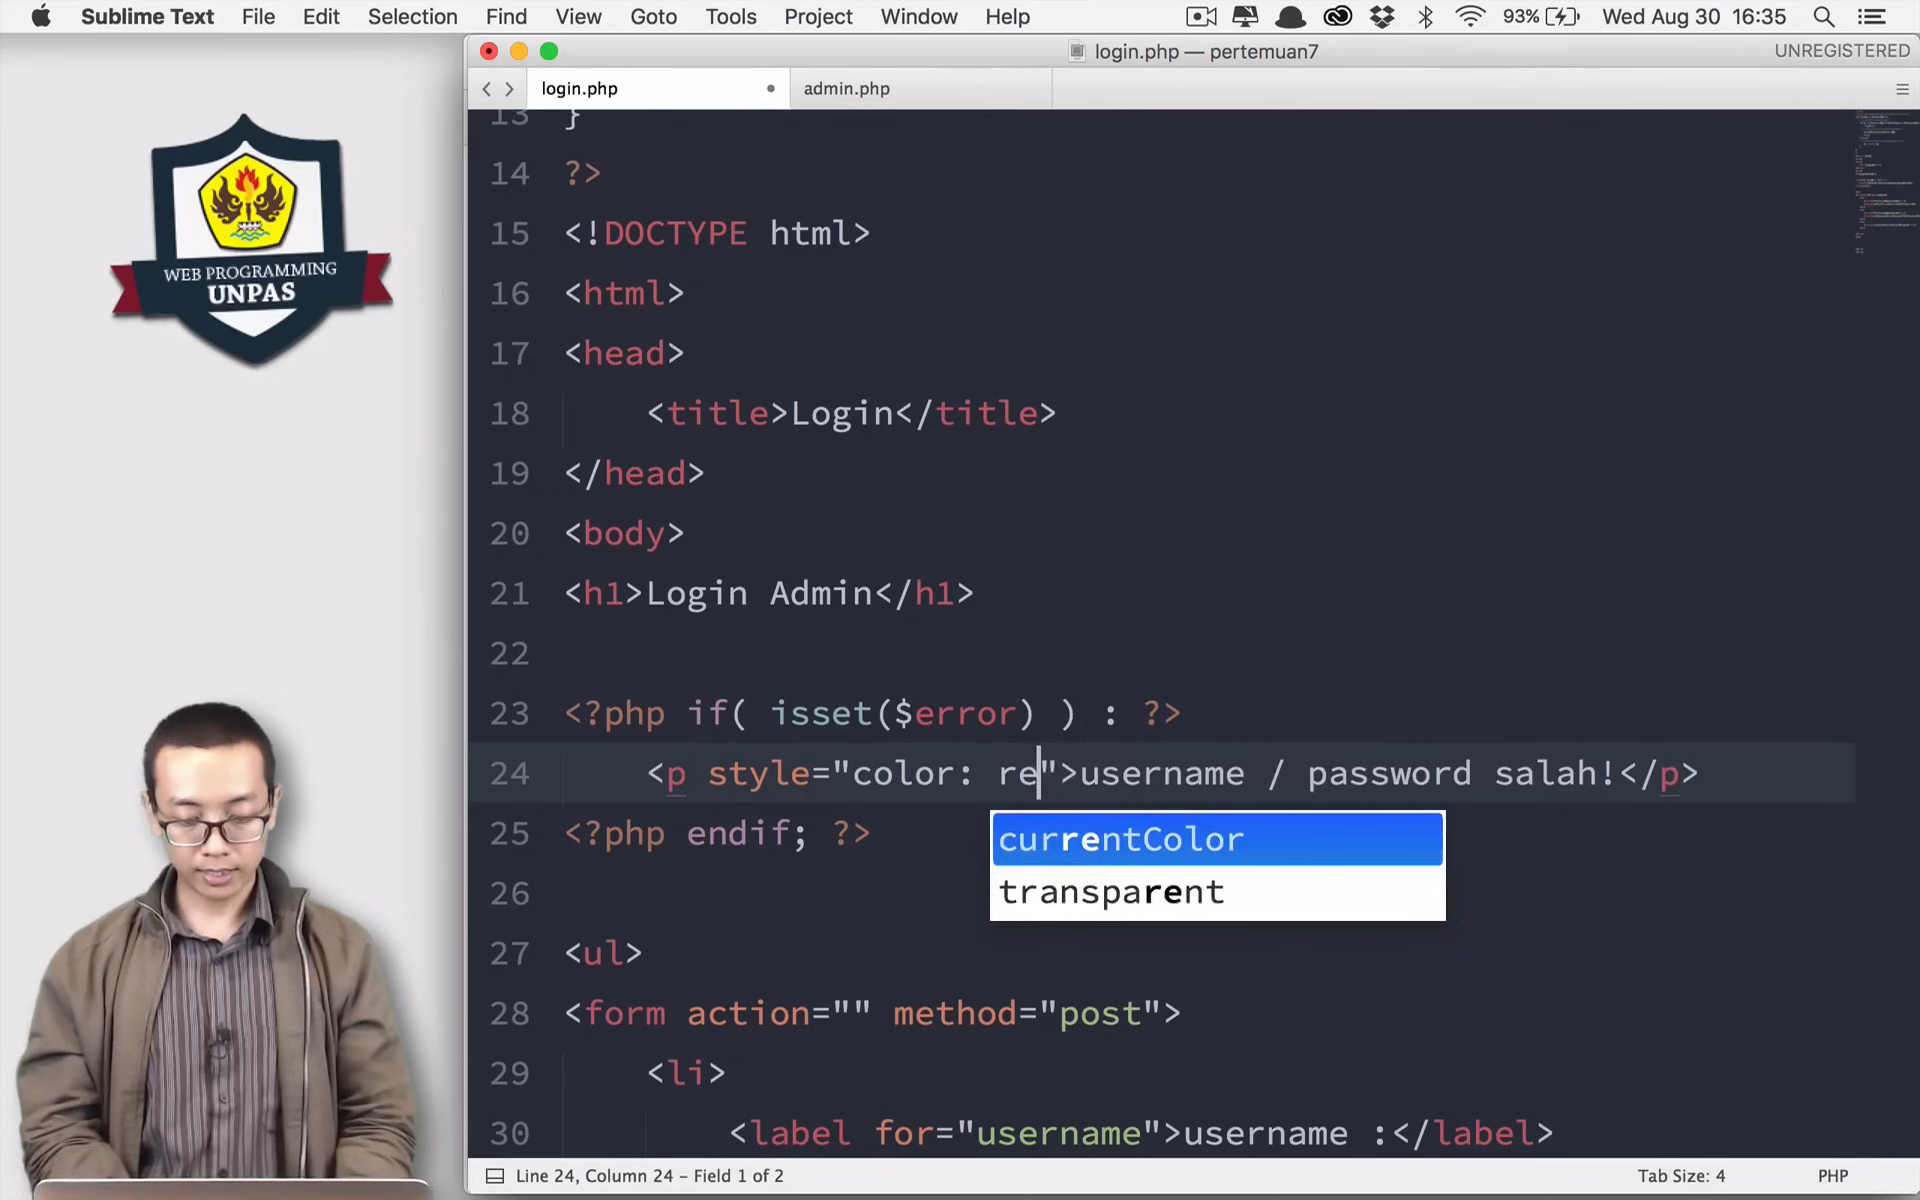 Sublime Text File Edit Selection Find View Goto Tools Project Window Help 93% Wed Aug 30 16:35
login.php — pertemuan7 UNREGISTERED
login.php admin.php
WEB PROGRAMMING
UNPAS
13 }
14 ?>
15 <!DOCTYPE html>
16 <html>
17 <head>
18 <title>Login</title>
19 </head>
20 <body>
21 <h1>Login Admin</h1>
22
23 <?php if( isset($error) ) : ?>
24 <p style="color: re">username / password salah!</p>
25 <?php endif; ?>
currentColor
transparent
26
27 <ul>
28 <form action="" method="post">
29 <li>
30 <label for="username">username :</label>
Line 24, Column 24 – Field 1 of 2 Tab Size: 4 PHP